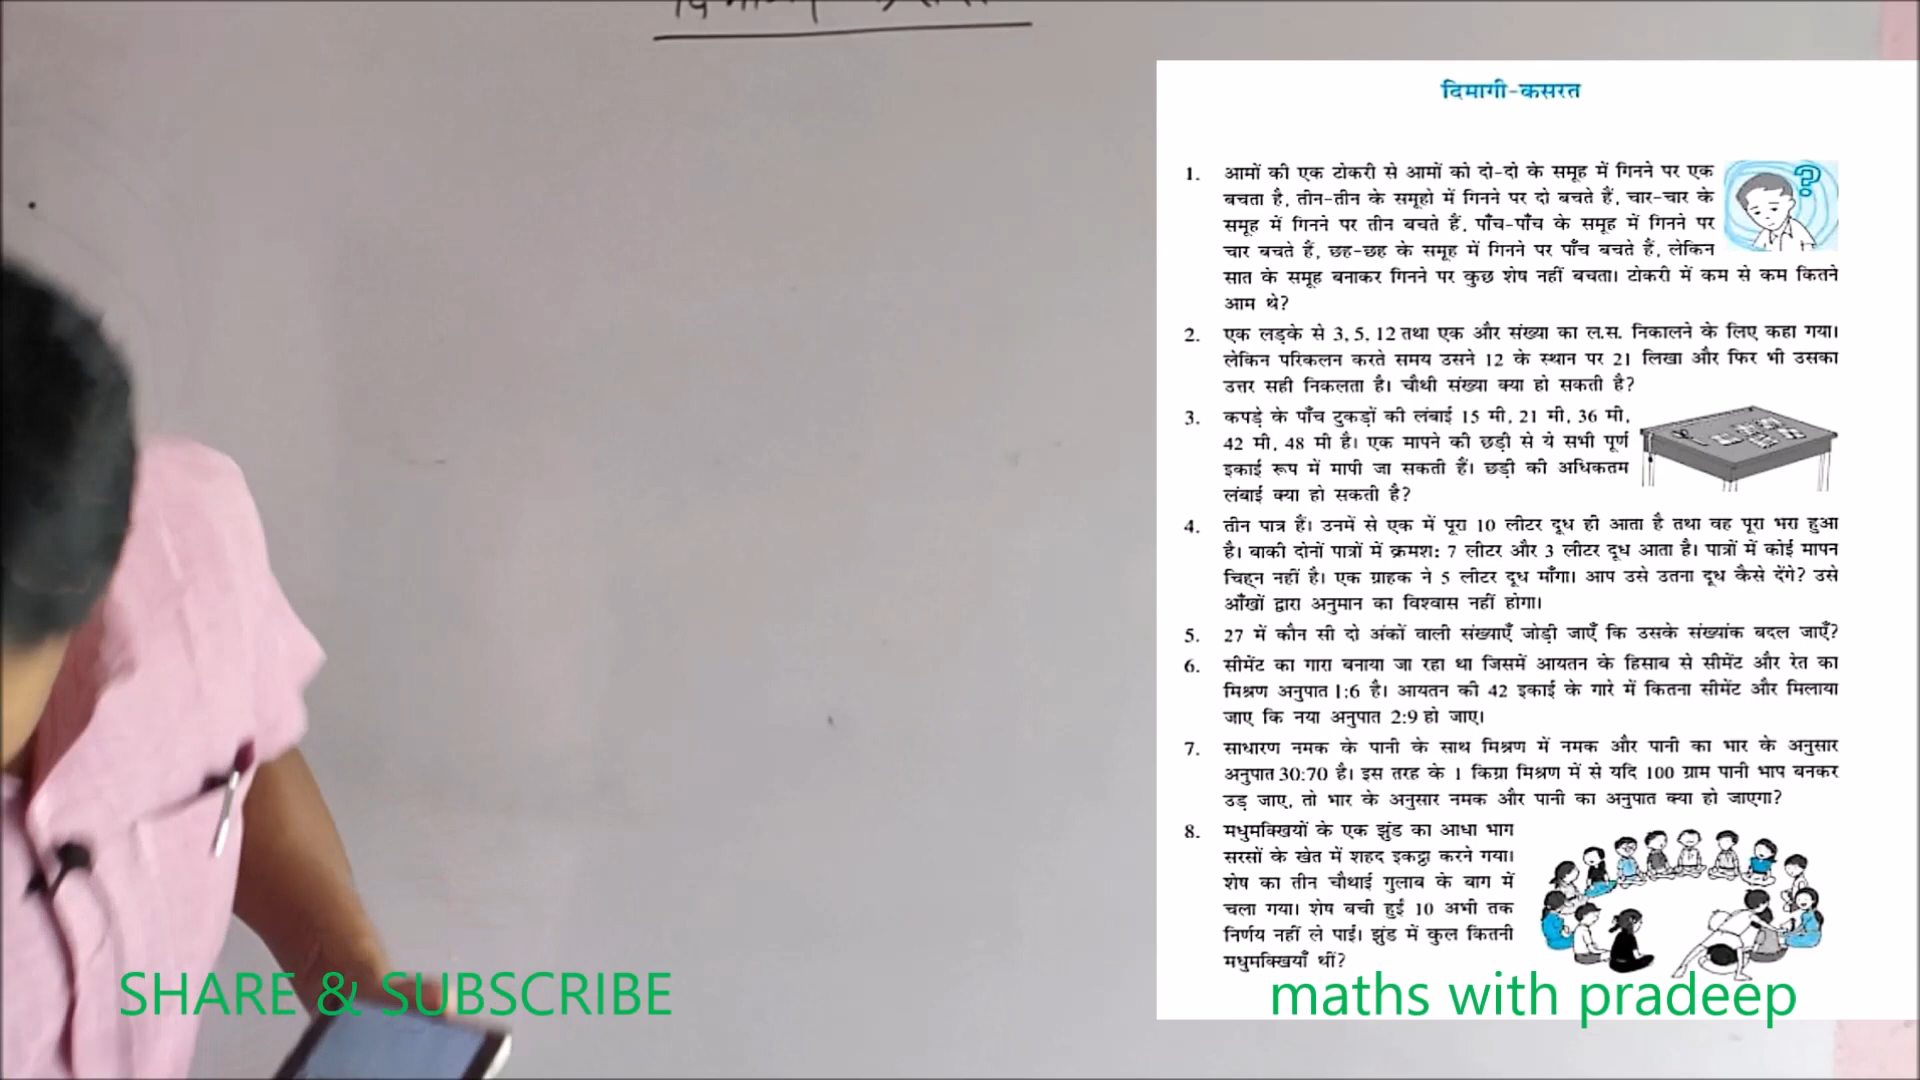 दिमागी-कसरत
1. आमों की एक टोकरी से आमों को दो-दो के समूह में गिनने पर एक
बचता है, तीन-तीन के समूहो में गिनने पर दो बचते हैं, चार-चार के
समूह में गिनने पर तीन बचते हैं, पाँच-पाँच के समूह में गिनने पर
चार बचते हैं, छह-छह के समूह में गिनने पर पाँच बचते हैं, लेकिन
सात के समूह बनाकर गिनने पर कुछ शेष नहीं बचता। टोकरी में कम से कम कितने
आम थे?
2. एक लड़के से 3, 5, 12 तथा एक और संख्या का ल.स. निकालने के लिए कहा गया।
लेकिन परिकलन करते समय उसने 12 के स्थान पर 21 लिखा और फिर भी उसका
उत्तर सही निकलता है। चौथी संख्या क्या हो सकती है?
3. कपड़े के पाँच टुकड़ों की लंबाई 15 मी, 21 मी, 36 मी,
42 मी, 48 मी है। एक मापने की छड़ी से ये सभी पूर्ण
इकाई रूप में मापी जा सकती हैं। छड़ी की अधिकतम
लंबाई क्या हो सकती है?
4. तीन पात्र हैं। उनमें से एक में पूरा 10 लीटर दूध ही आता है तथा वह पूरा भरा हुआ
है। बाकी दोनों पात्रों में क्रमश: 7 लीटर और 3 लीटर दूध आता है। पात्रों में कोई मापन
चिह्न नहीं है। एक ग्राहक ने 5 लीटर दूध माँगा। आप उसे उतना दूध कैसे देंगे? उसे
आँखों द्वारा अनुमान का विश्वास नहीं होगा।
5. 27 में कौन सी दो अंकों वाली संख्याएँ जोड़ी जाएँ कि उसके संख्यांक बदल जाएँ?
6. सीमेंट का गारा बनाया जा रहा था जिसमें आयतन के हिसाब से सीमेंट और रेत का
मिश्रण अनुपात 1:6 है। आयतन की 42 इकाई के गारे में कितना सीमेंट और मिलाया
जाए कि नया अनुपात 2:9 हो जाए।
7. साधारण नमक के पानी के साथ मिश्रण में नमक और पानी का भार के अनुसार
अनुपात 30:70 है। इस तरह के 1 किग्रा मिश्रण में से यदि 100 ग्राम पानी भाप बनकर
उड़ जाए, तो भार के अनुसार नमक और पानी का अनुपात क्या हो जाएगा?
8. मधुमक्खियों के एक झुंड का आधा भाग
सरसों के खेत में शहद इकट्ठा करने गया।
शेष का तीन चौथाई गुलाब के बाग में
चला गया। शेष बची हुई 10 अभी तक
निर्णय नहीं ले पाई। झुंड में कुल कितनी
मधुमक्खियाँ थीं?
SHARE & SUBSCRIBE
maths with pradeep